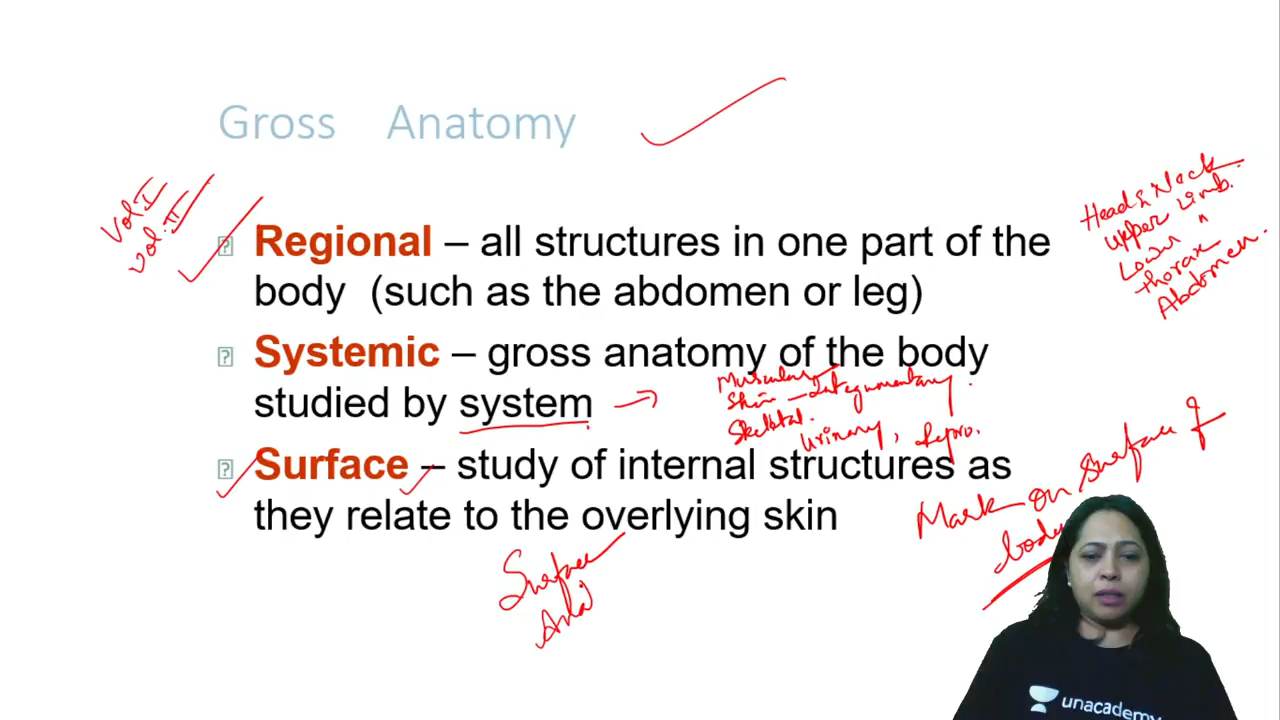 Gross Anatomy
Vol I
Vol. II
Regional – all structures in one part of the
body (such as the abdomen or leg)
Head & Neck
Upper Limb.
Lower "
Thorax
Abdomen.
Systemic – gross anatomy of the body
studied by system
Muscular
Skin – Integumentary.
Skeletal.
Urinary, Repro.
Surface – study of internal structures as
they relate to the overlying skin
Mark on Surface of
body
Surface
unacademy